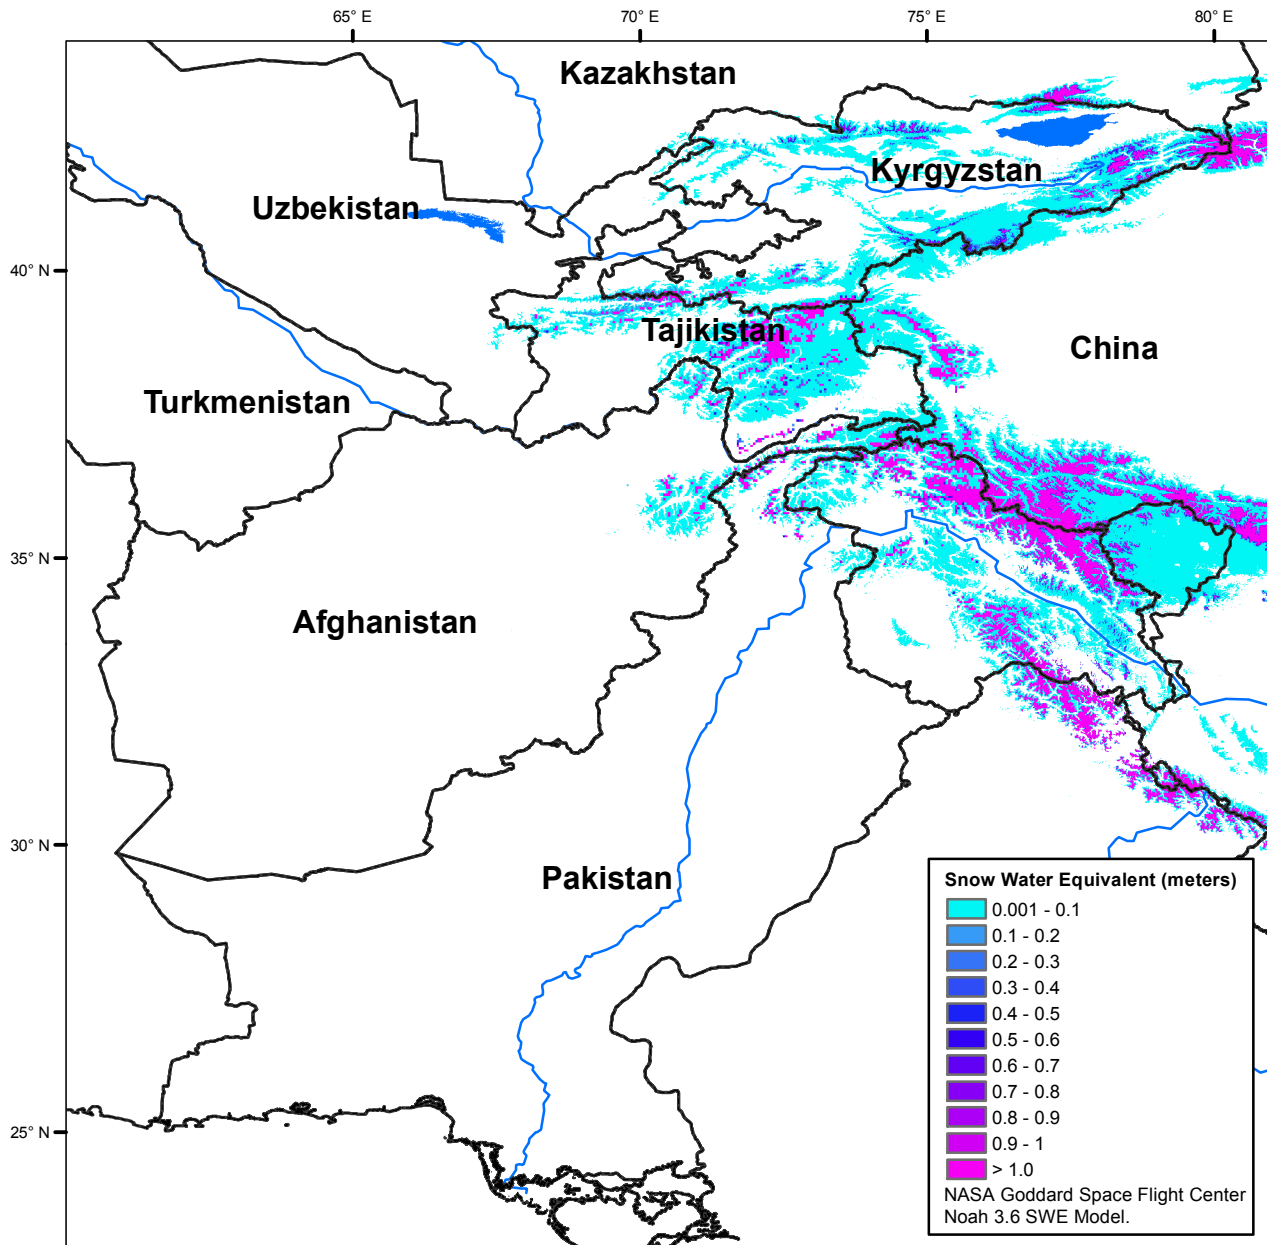 65° E
70° E
75° E
80° E
Kazakhstan
Kyrgyzstan
Uzbekistan
40° N
Tajikistan
China
Turkmenistan
35° N
Afghanistan
30° N
Pakistan
25° N
Snow Water Equivalent (meters)
0.001 - 0.1
0.1 - 0.2
0.2 - 0.3
0.3 - 0.4
0.4 - 0.5
0.5 - 0.6
0.6 - 0.7
0.7 - 0.8
0.8 - 0.9
0.9 - 1
> 1.0
NASA Goddard Space Flight Center
Noah 3.6 SWE Model.